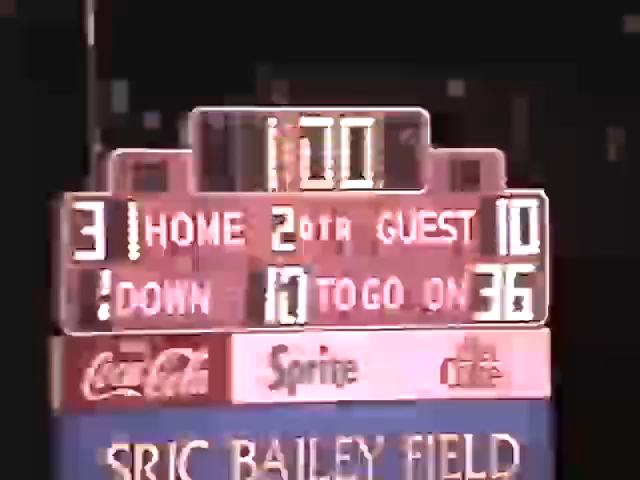 1 00
31 HOME 2 QTR GUEST 10
1 DOWN 10 TO GO ON 36
Coca-Cola Sprite
SRIC BAILEY FIELD